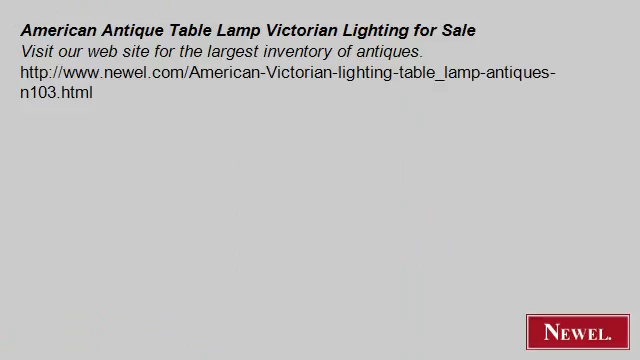 American Antique Table Lamp Victorian Lighting for Sale
Visit our web site for the largest inventory of antiques.
http://www.newel.com/American-Victorian-lighting-table_lamp-antiques-
n103.html
NEWEL.